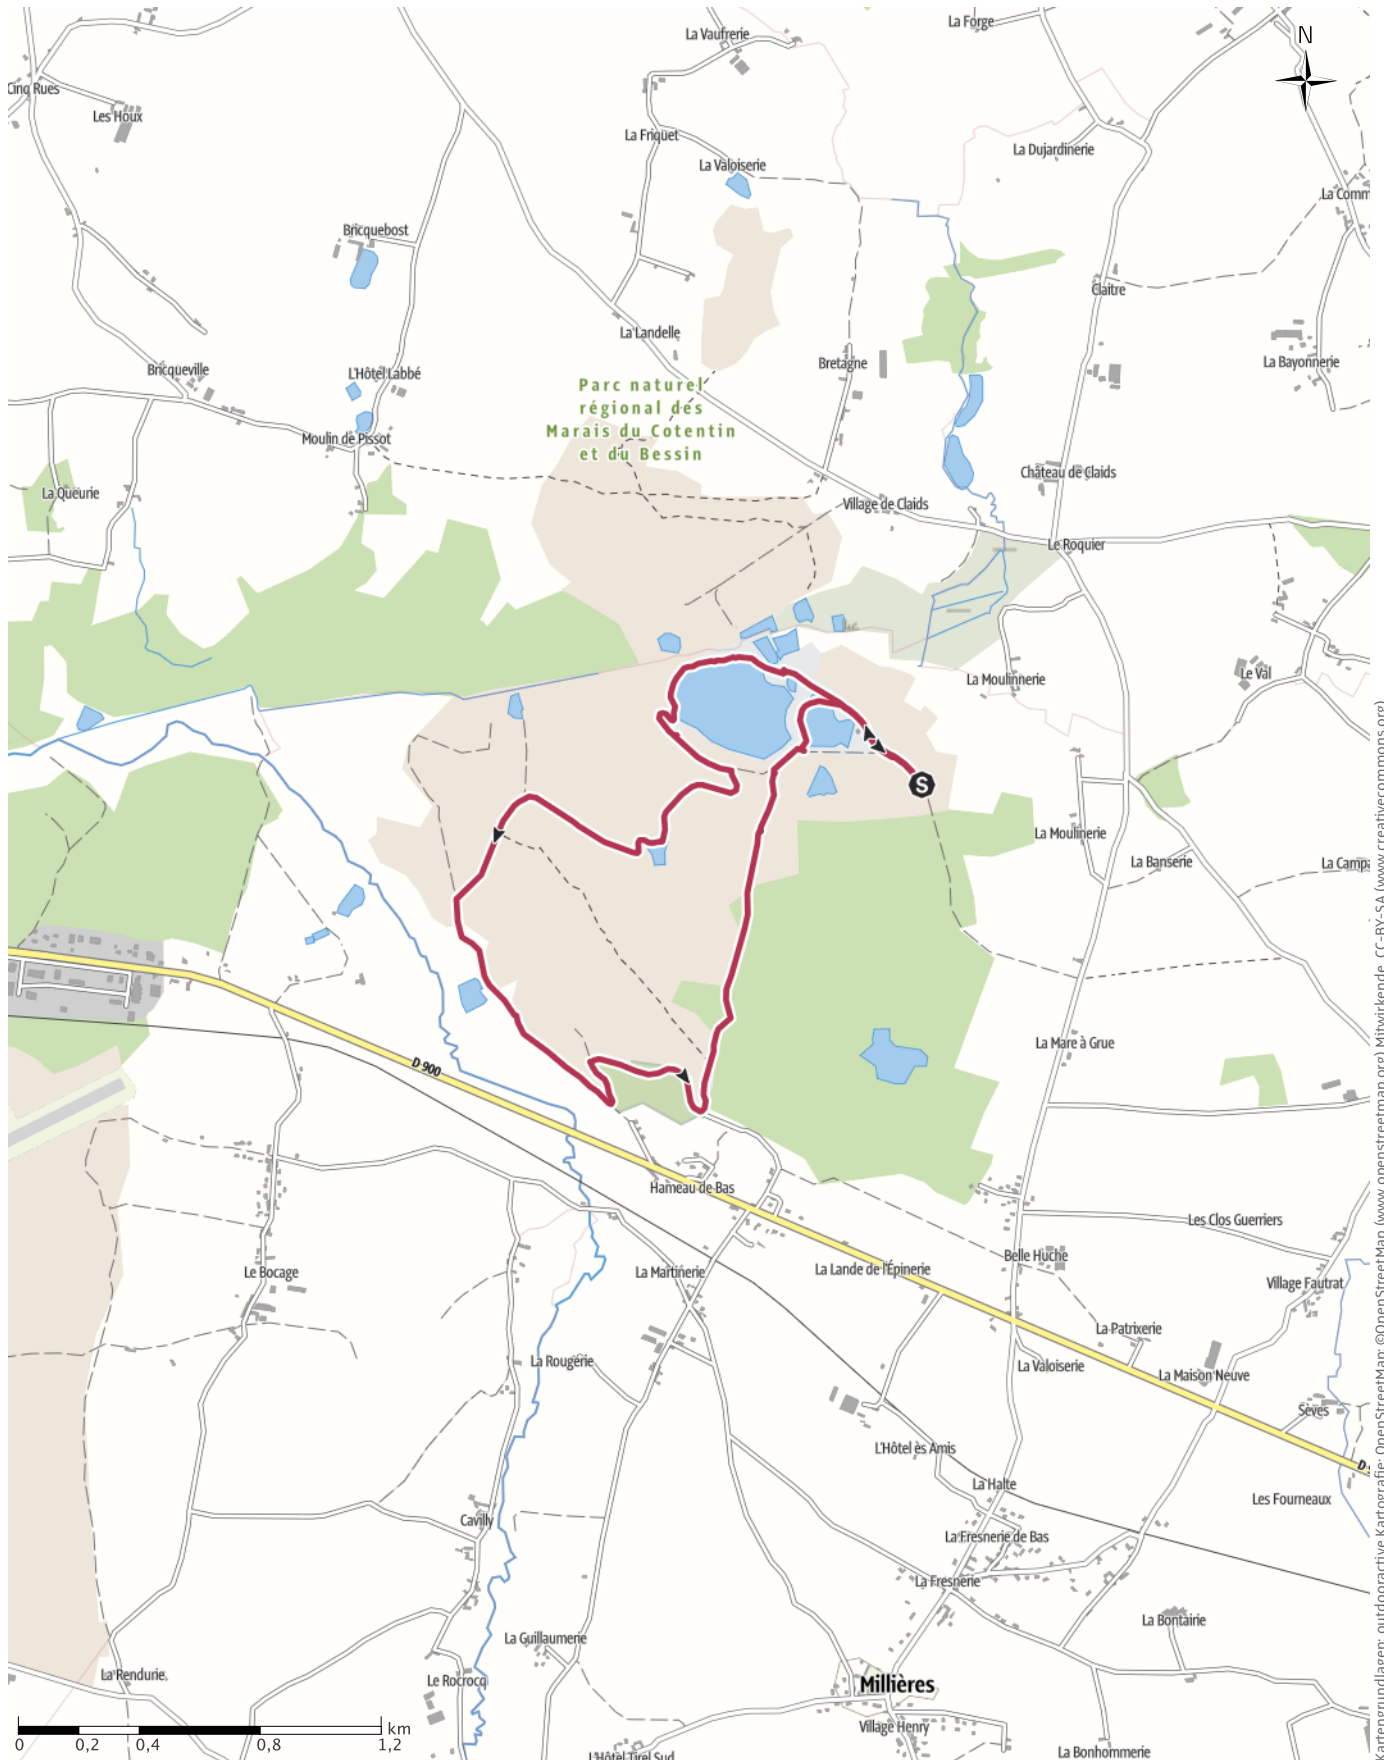 La Forge
La Vaufrerie
N
Cinq Rues
Les Houx
La Friquet
La Dujardinerie
La Valoiserie
La Comm
Bricquebost
Claitre
La Landelle
Bretagne
La Bayonnerie
Bricqueville
L'Hôtel Labbé
Parc naturel
régional des
Marais du Cotentin
et du Bessin
Moulin de Pissot
Château de Claids
La Queurie
Village de Claids
Le Roquier
La Moulinnerie
Le Val
S
La Moulinerie
La Banserie
La Campa
D 900
La Mare à Grue
Hameau de Bas
Les Clos Guerriers
Belle Huche
La Martinerie
La Lande de l'Épinerie
Le Bocage
Village Fautrat
La Patrixerie
La Rougerie
La Valoiserie
La Maison Neuve
Sèves
L'Hôtel ès Amis
D 9
La Halte
Les Fourneaux
Cavilly
La Fresnerie de Bas
La Fresnerie
La Bontairie
La Guillaumerie
La Rendurie
Le Rocrocq
Millières
Village Henry
km
0 0,2 0,4 0,8 1,2
L'Hôtel Tirel Sud
La Bonhommerie
Kartengrundlagen: outdooractive Kartografie; OpenStreetMap: ©OpenStreetMap (www.openstreetmap.org) Mitwirkende, CC-BY-SA (www.creativecommons.org)